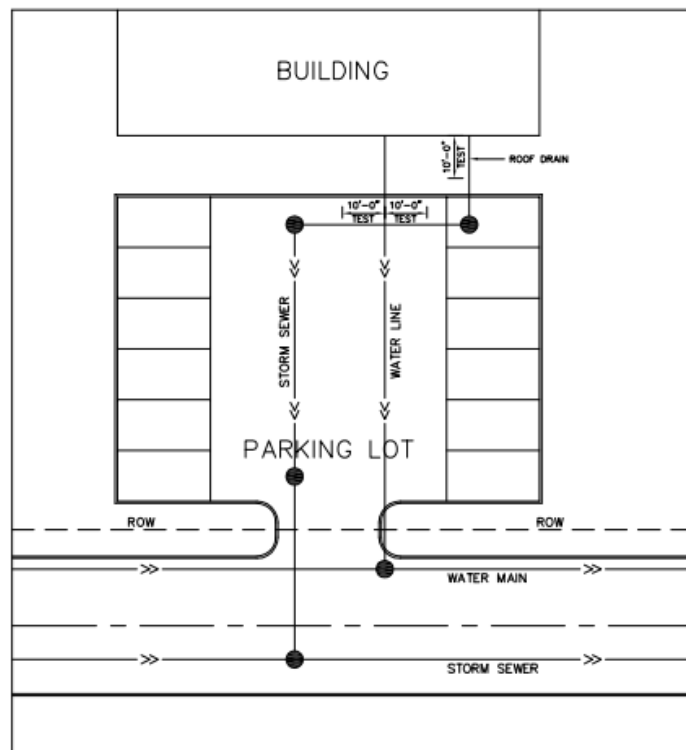 BUILDING
10'-0"
TEST
ROOF DRAIN
10'-0" 10'-0"
TEST TEST
STORM SEWER
WATER LINE
PARKING LOT
ROW
ROW
WATER MAIN
STORM SEWER